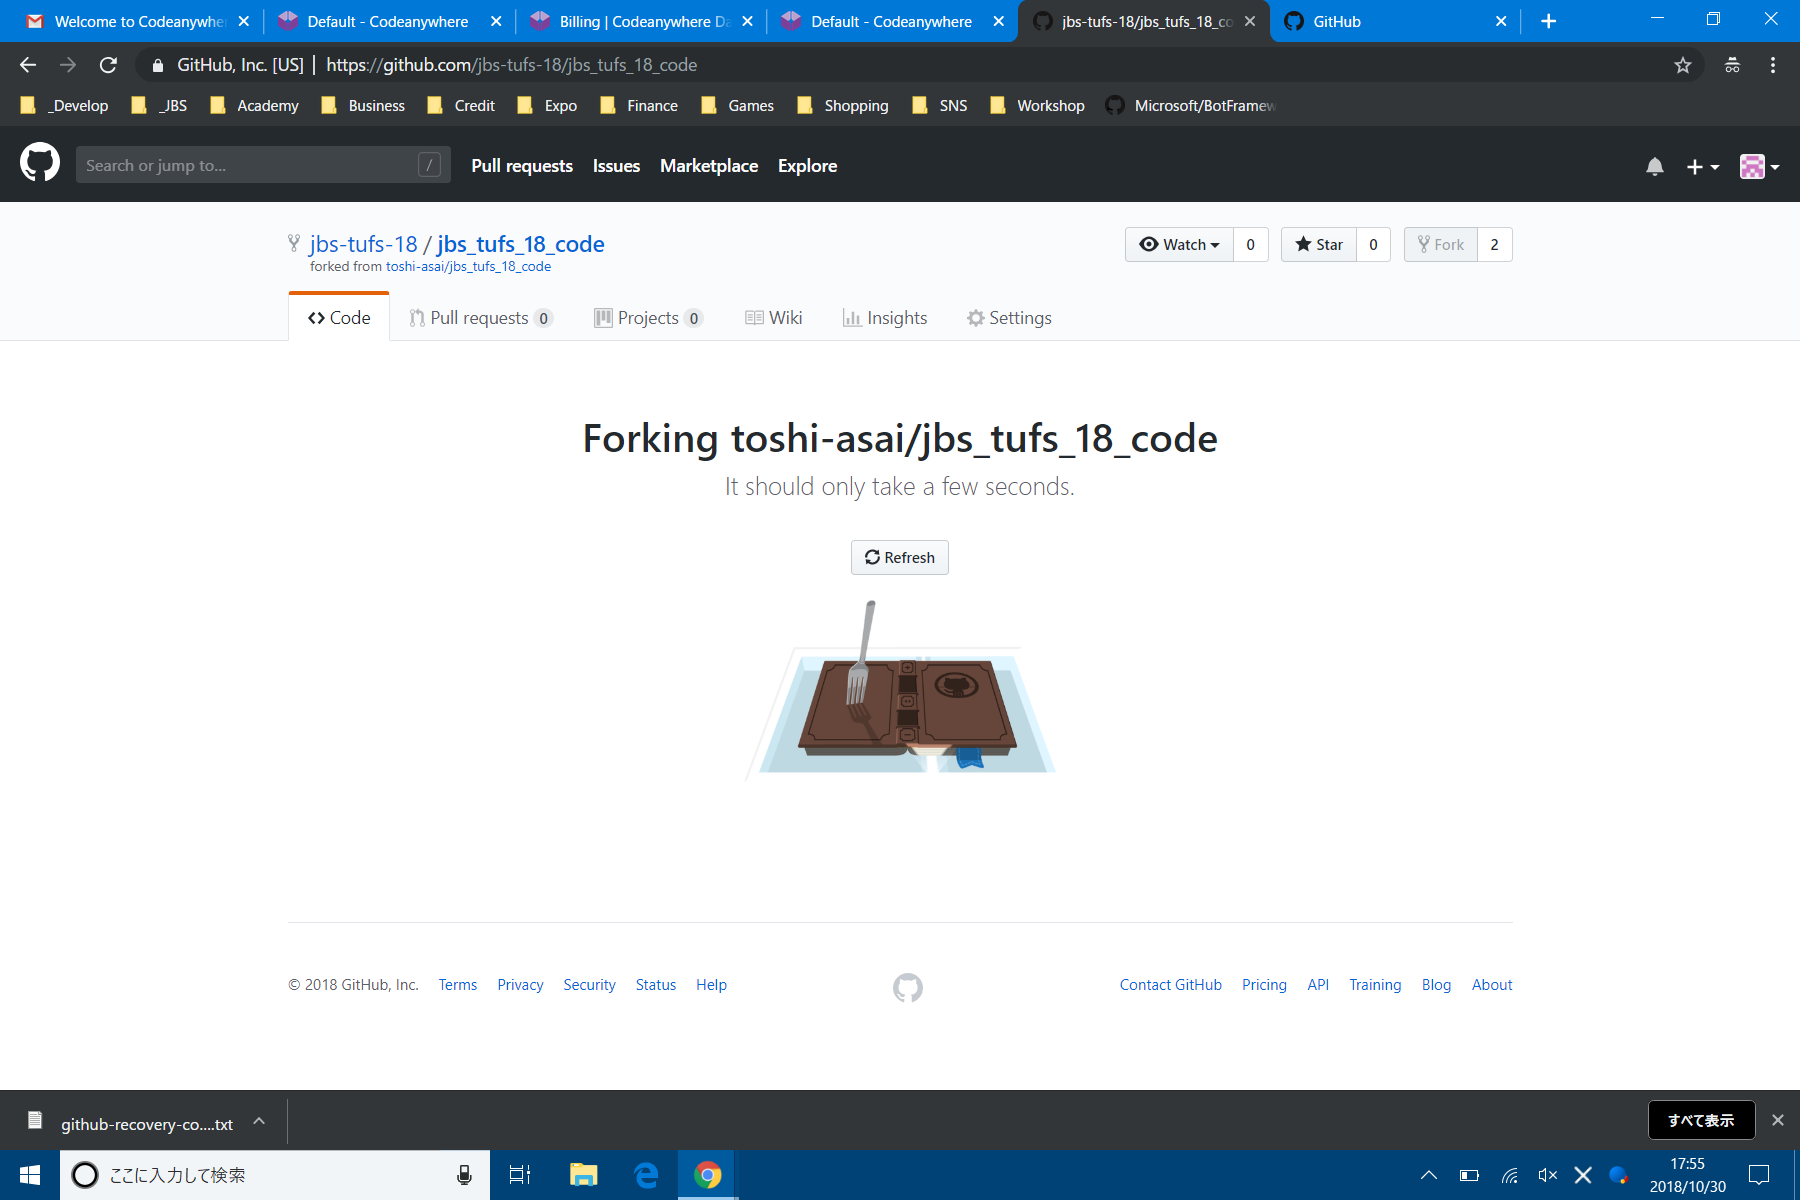 Welcome to Codeanywhe
Default - Codeanywhere
Billing | Codeanywhere Da
Default - Codeanywhere
jbs-tufs-18/jbs_tufs_18_co
GitHub
GitHub, Inc. [US] | https://github.com/jbs-tufs-18/jbs_tufs_18_code
_Develop
_JBS
Academy
Business
Credit
Expo
Finance
Games
Shopping
SNS
Workshop
Microsoft/BotFramew
Search or jump to...
/
Pull requests
Issues
Marketplace
Explore
jbs-tufs-18 / jbs_tufs_18_code
forked from toshi-asai/jbs_tufs_18_code
Watch 0
Star 0
Fork 2
Code
Pull requests 0
Projects 0
Wiki
Insights
Settings
Forking toshi-asai/jbs_tufs_18_code
It should only take a few seconds.
Refresh
© 2018 GitHub, Inc.
Terms
Privacy
Security
Status
Help
Contact GitHub
Pricing
API
Training
Blog
About
github-recovery-co....txt
すべて表示
ここに入力して検索
17:55
2018/10/30